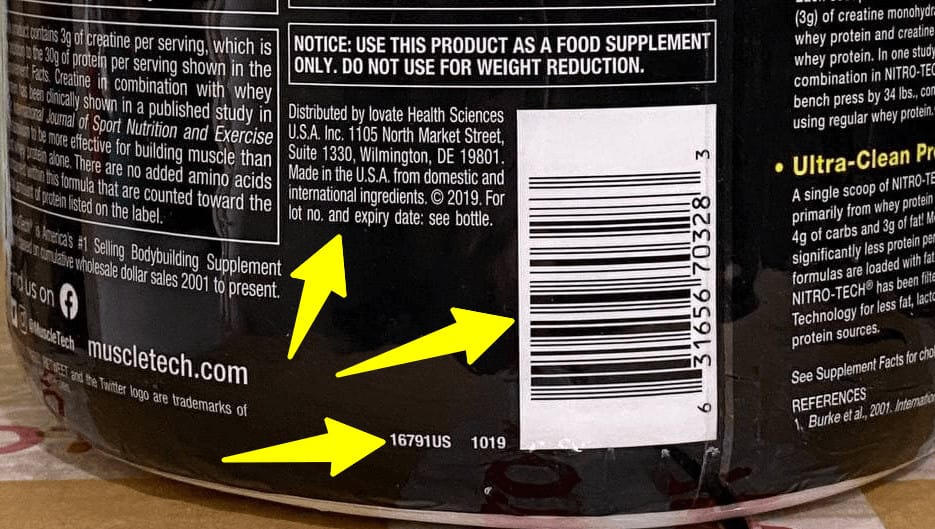 product contains 3g of creatine per serving, which is
to the 30g of protein per serving shown in the
Facts. Creatine in combination with whey
has been clinically shown in a published study in
Journal of Sport Nutrition and Exercise
to be more effective for building muscle than
protein alone. There are no added amino acids
within this formula that are counted toward the
of protein listed on the label.
is America's #1 Selling Bodybuilding Supplement
based on cumulative wholesale dollar sales 2001 to present.
us on
@MuscleTech
muscletech.com
and the Twitter logo are trademarks of
NOTICE: USE THIS PRODUCT AS A FOOD SUPPLEMENT
ONLY. DO NOT USE FOR WEIGHT REDUCTION.
Distributed by Iovate Health Sciences
U.S.A. Inc. 1105 North Market Street,
Suite 1330, Wilmington, DE 19801.
Made in the U.S.A. from domestic and
international ingredients. © 2019. For
lot no. and expiry date: see bottle.
16791US 1019
6 31656 70328 3
(3g) of creatine monohydr
whey protein and creatine
whey protein. In one study
combination in NITRO-TEC
bench press by 34 lbs., con
using regular whey protein.
• Ultra-Clean Pr
A single scoop of NITRO-TE
primarily from whey protein
4g of carbs and 3g of fat! M
significantly less protein per
formulas are loaded with fat
NITRO-TECH® has been filte
Technology for less fat, lacto
protein sources.
See Supplement Facts for chol
REFERENCES
1. Burke et al., 2001. Internatio